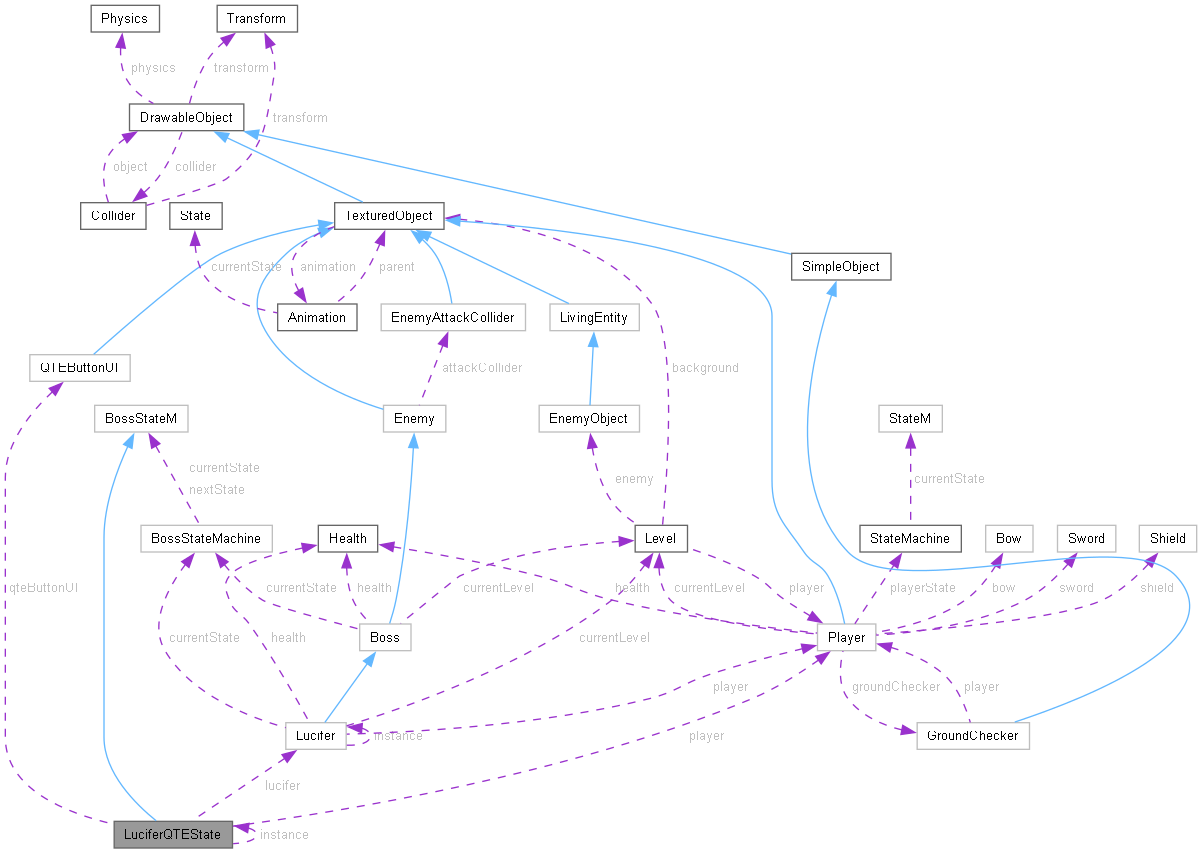 Physics
Transform
physics
transform
DrawableObject
transform
object
collider
Collider
State
TexturedObject
currentState
animation
parent
SimpleObject
Animation
EnemyAttackCollider
LivingEntity
QTEButtonUI
attackCollider
background
BossStateM
Enemy
EnemyObject
StateM
currentState
nextState
enemy
currentState
BossStateMachine
Health
Level
StateMachine
Bow
Sword
Shield
qteButtonUI
currentState
health
currentLevel
health
currentLevel
player
playerState
bow
sword
shield
currentState
health
Boss
currentLevel
Player
player
groundChecker
player
Lucifer
instance
player
GroundChecker
lucifer
LuciferQTEState
instance